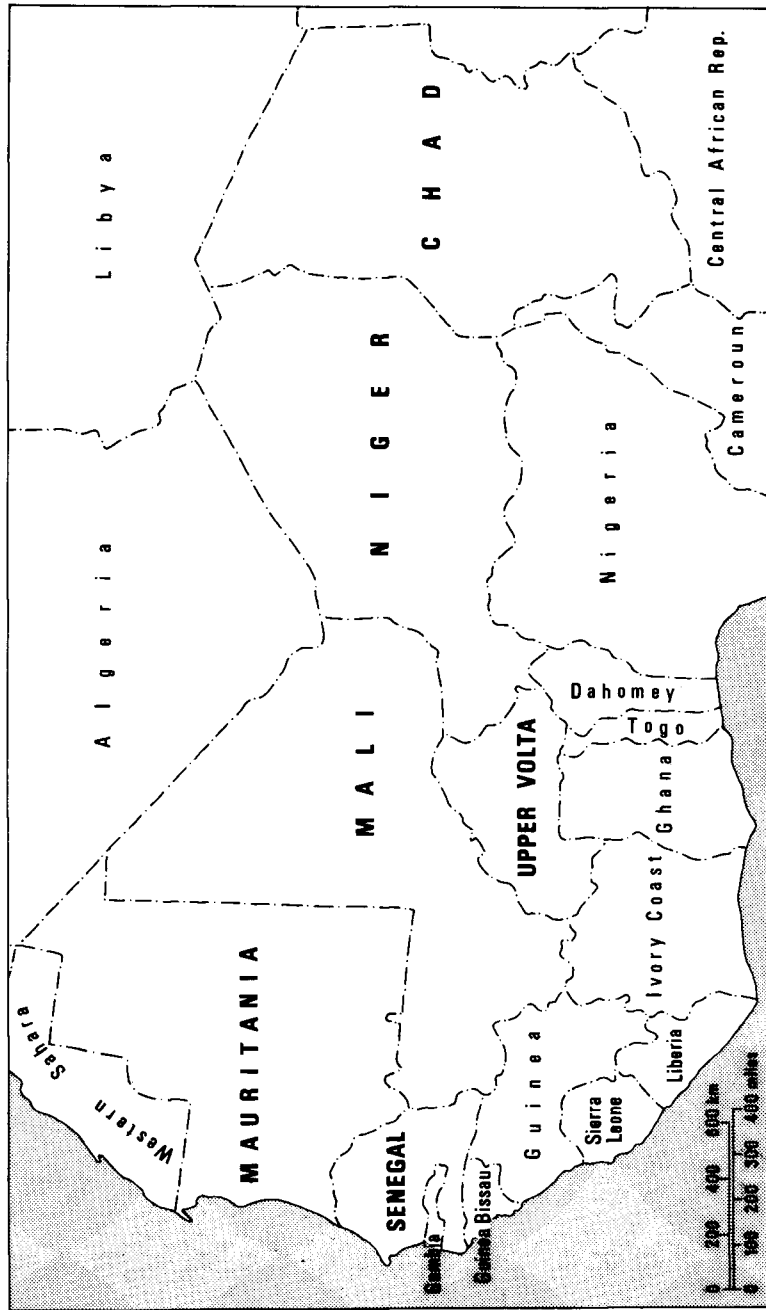 Libya
Algeria
Western
Sahara
MAURITANIA
MALI
NIGER
CHAD
SENEGAL
Gambia
Guinea Bissau
Guinea
Sierra
Leone
Liberia
Ivory Coast
UPPER VOLTA
Ghana
Togo
Dahomey
Nigeria
Cameroun
Central African Rep.
0 200 400 600 km
0 100 200 300 400 miles